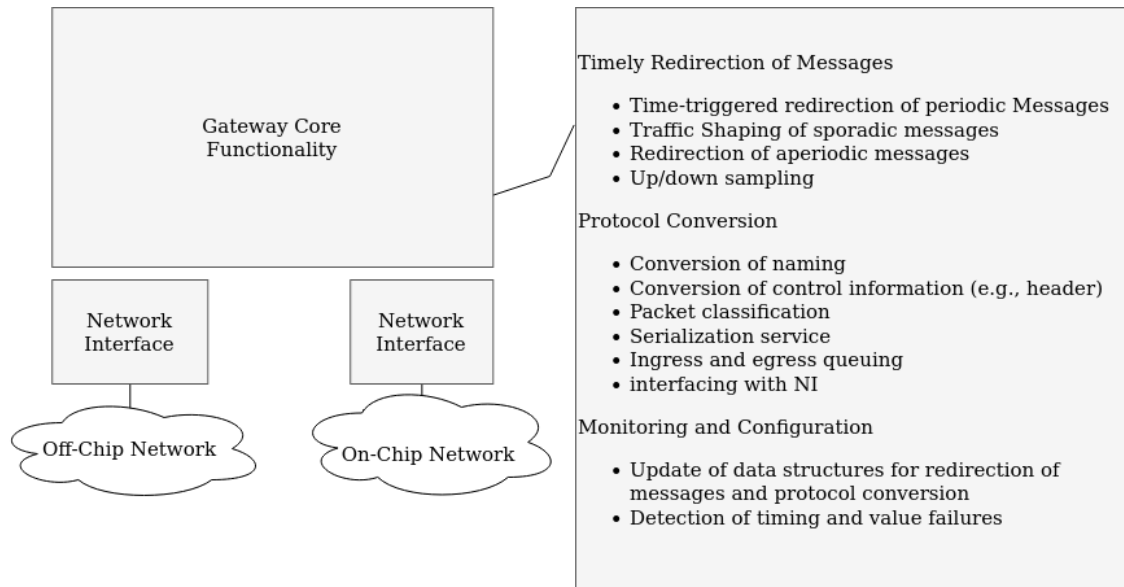 Gateway Core
Functionality
Network
Interface
Network
Interface
Off-Chip Network
On-Chip Network
Timely Redirection of Messages
• Time-triggered redirection of periodic Messages
• Traffic Shaping of sporadic messages
• Redirection of aperiodic messages
• Up/down sampling
Protocol Conversion
• Conversion of naming
• Conversion of control information (e.g., header)
• Packet classification
• Serialization service
• Ingress and egress queuing
• interfacing with NI
Monitoring and Configuration
• Update of data structures for redirection of
messages and protocol conversion
• Detection of timing and value failures